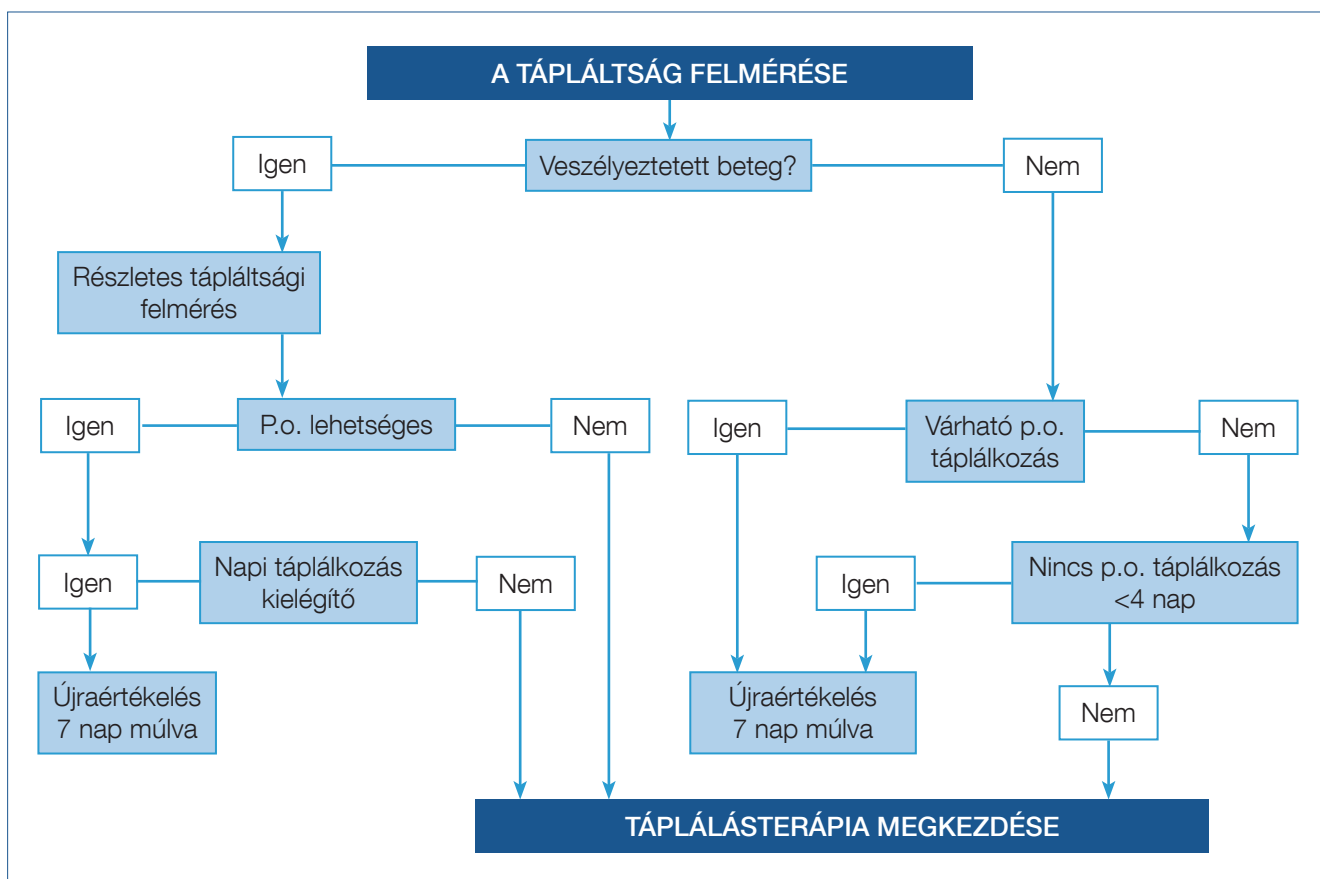 A TÁPLÁLTSÁG FELMÉRÉSE
Igen
Veszélyeztetett beteg?
Nem
Részletes tápláltsági
felmérés
Igen
P.o. lehetséges
Nem
Igen
Várható p.o.
táplálkozás
Nem
Igen
Napi táplálkozás
kielégítő
Nem
Igen
Nincs p.o. táplálkozás
<4 nap
Újraértékelés
7 nap múlva
Újraértékelés
7 nap múlva
Nem
TÁPLÁLÁSTERÁPIA MEGKEZDÉSE